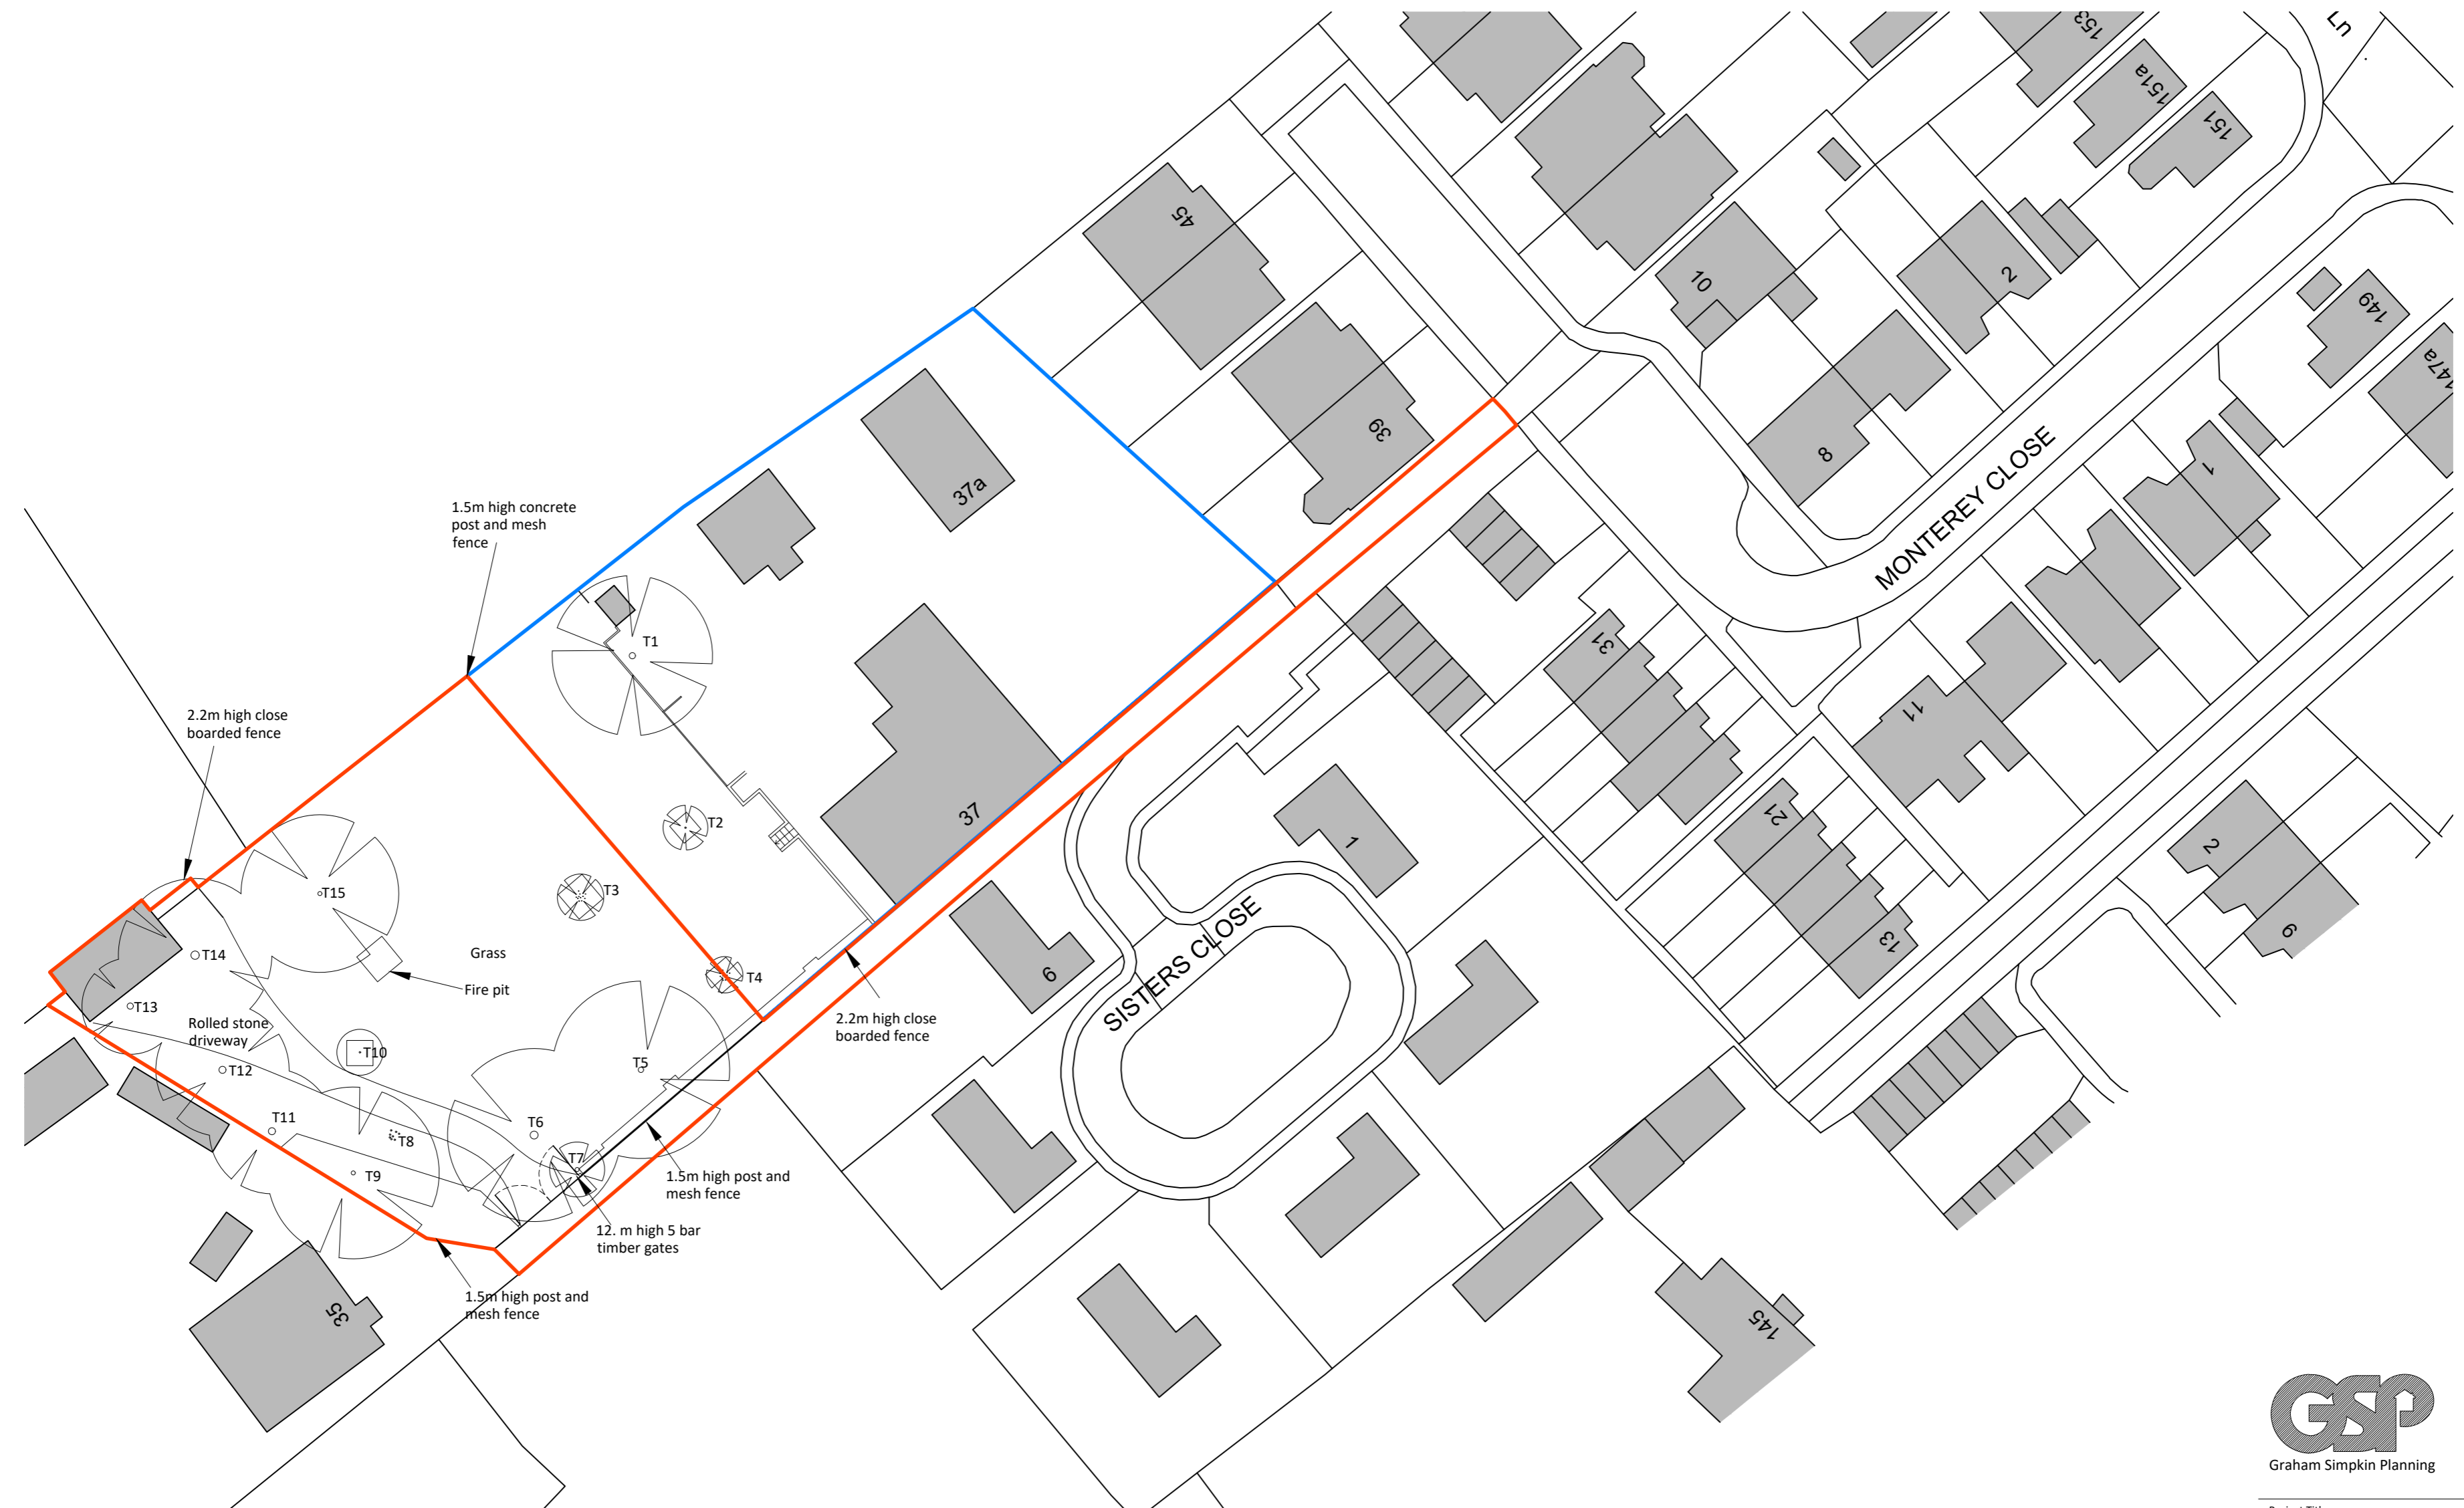 Ln
153
151a
151
45
10
2
149
147a
39
8
1
37a
MONTEREY CLOSE
1.5m high concrete
post and mesh
fence
T1
31
11
2.2m high close
boarded fence
37
T2
21
1
2
T3
T15
SISTERS CLOSE
13
9
Grass
T14
T4
6
Fire pit
T13
Rolled stone
driveway
2.2m high close
boarded fence
T10
T5
T12
T11
T8
T6
T7
T9
1.5m high post and
mesh fence
12. m high 5 bar
timber gates
1.5m high post and
mesh fence
35
145
GSP
Graham Simpkin Planning